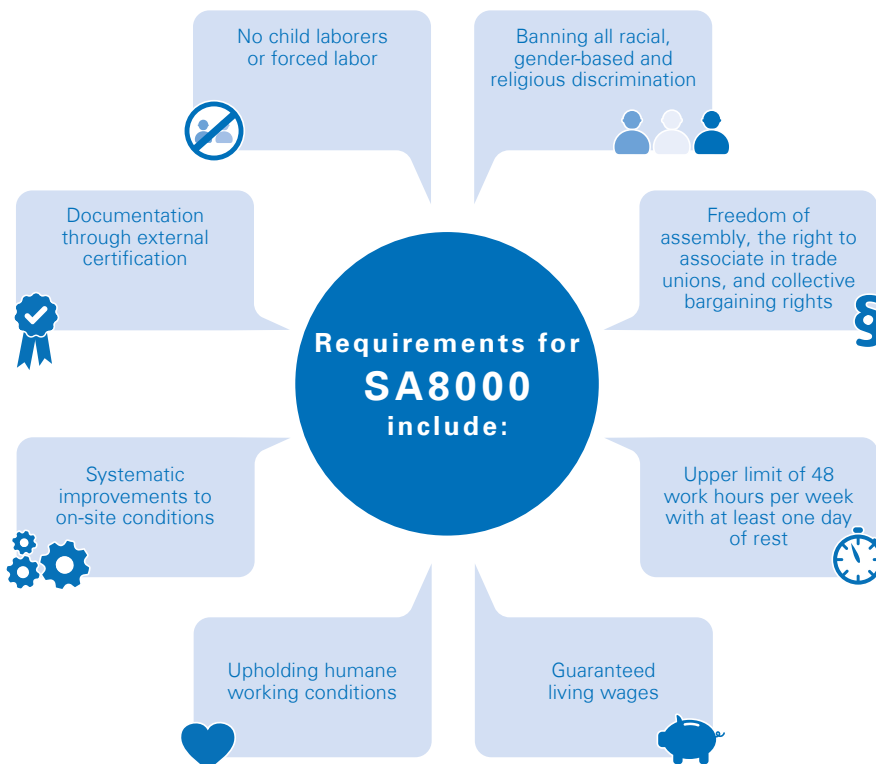 No child laborers
or forced labor
Banning all racial,
gender-based and
religious discrimination
Documentation
through external
certification
Freedom of
assembly, the right to
associate in trade
unions, and collective
bargaining rights
§
Requirements for
SA8000
include:
Systematic
improvements to
on-site conditions
Upper limit of 48
work hours per week
with at least one day
of rest
Upholding humane
working conditions
Guaranteed
living wages